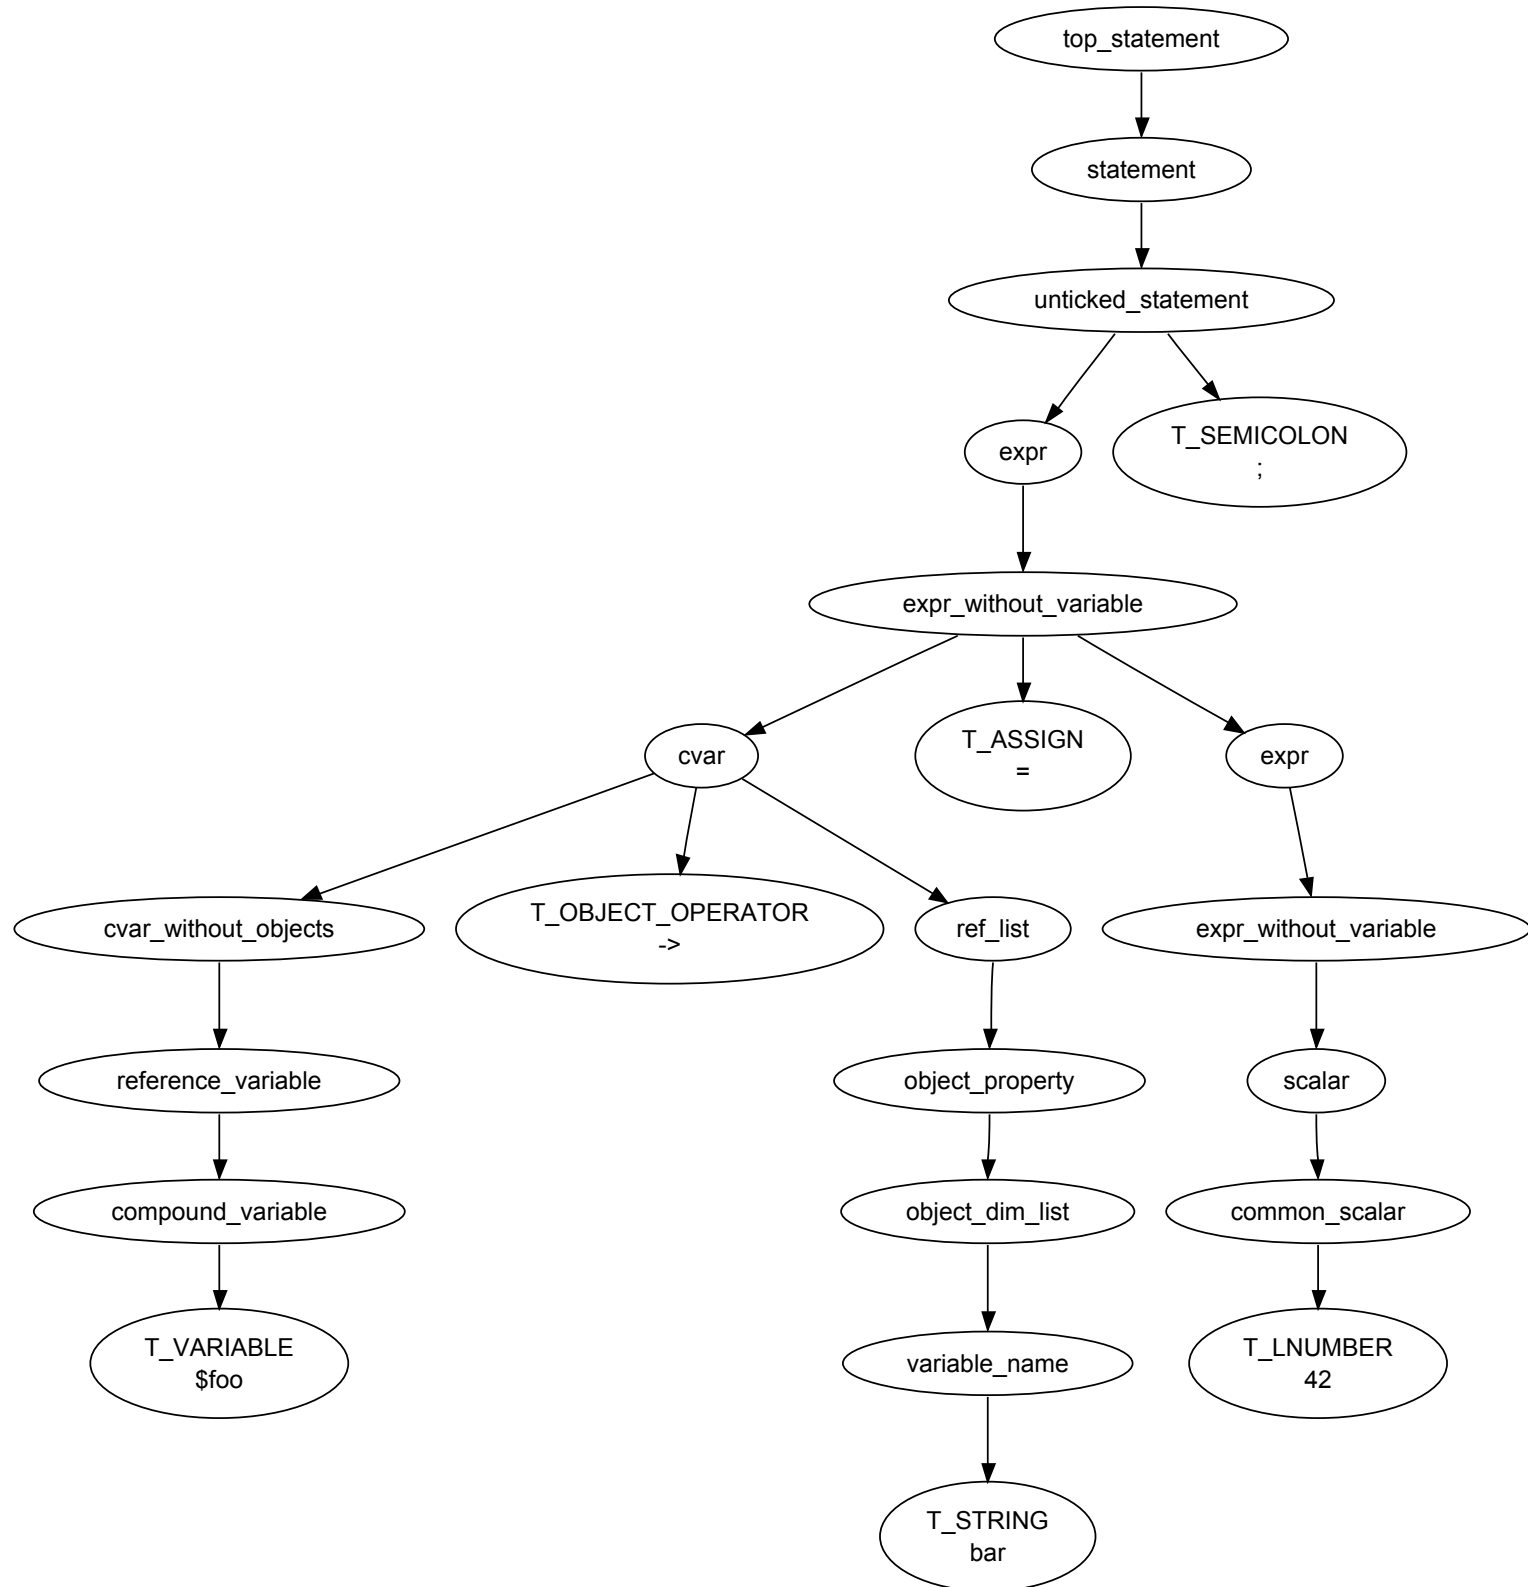 top_statement
statement
unticked_statement
expr
T_SEMICOLON
;
expr_without_variable
cvar
T_ASSIGN
=
expr
cvar_without_objects
T_OBJECT_OPERATOR
->
ref_list
expr_without_variable
reference_variable
object_property
scalar
compound_variable
object_dim_list
common_scalar
T_VARIABLE
$foo
variable_name
T_LNUMBER
42
T_STRING
bar